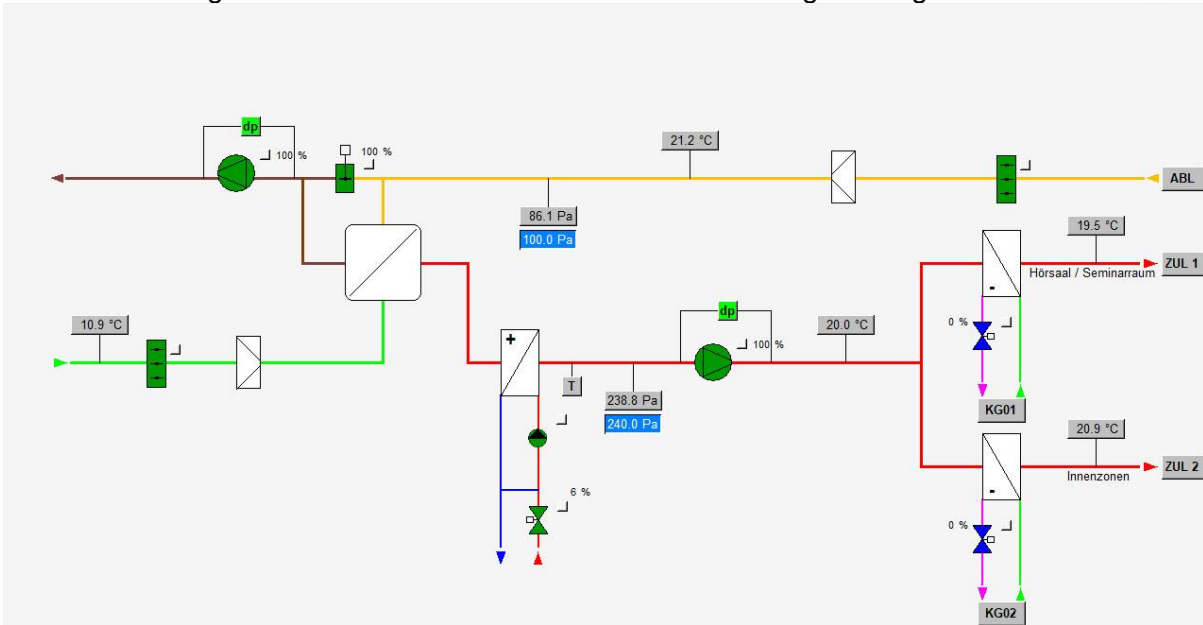 dp
100 %
100 %
21.2 °C
ABL
86.1 Pa
100.0 Pa
19.5 °C
ZUL 1
Hörsaal / Seminarraum
10.9 °C
dp
100 %
20.0 °C
0 %
+
-
T
238.8 Pa
240.0 Pa
KG01
20.9 °C
ZUL 2
Innenzonen
-
6 %
0 %
KG02